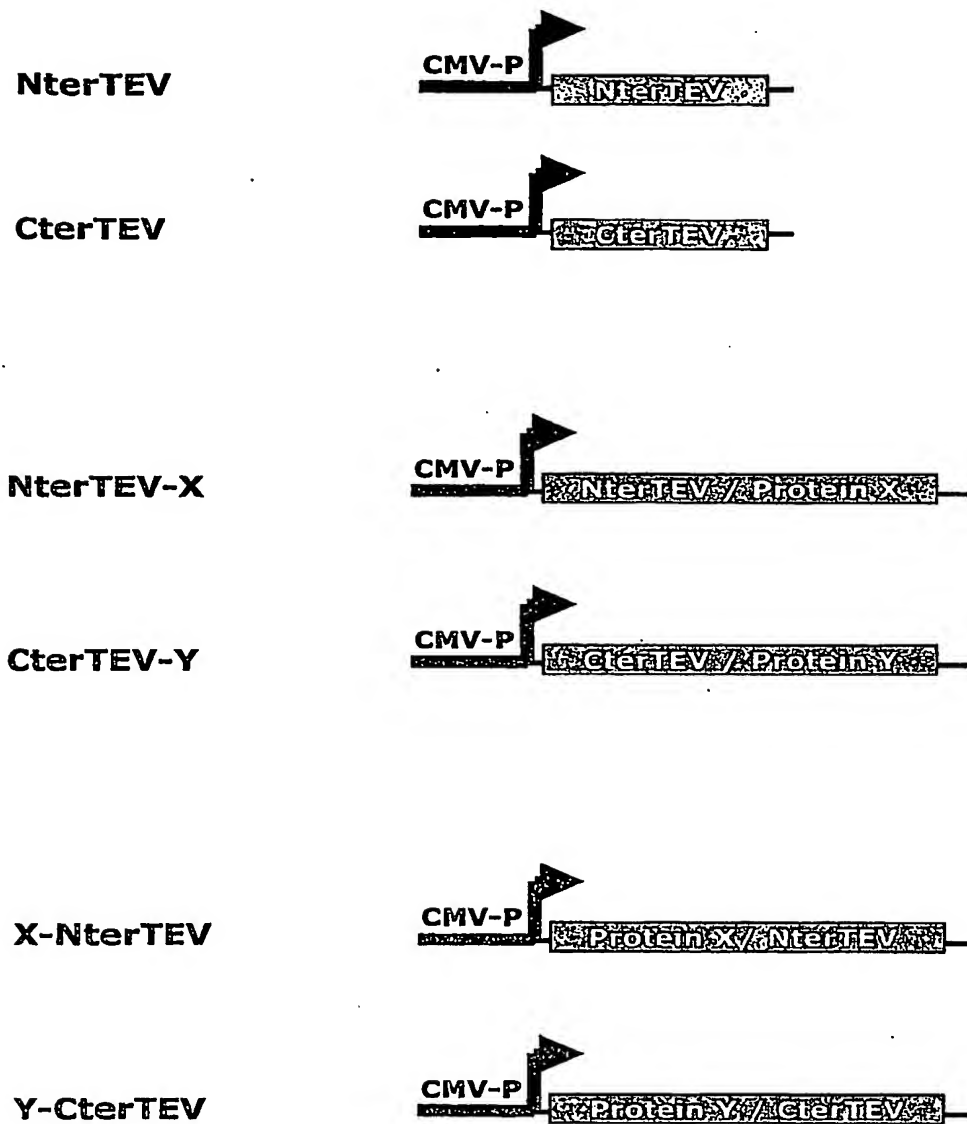 CMV-P
NterTEV
NterTEV
CMV-P
CterTEV
CterTEV
CMV-P
NterTEV-X
NterTEV / Protein X
CMV-P
CterTEV-Y
CterTEV / Protein Y
CMV-P
X-NterTEV
Protein X / NterTEV
CMV-P
Y-CterTEV
Protein Y / CterTEV